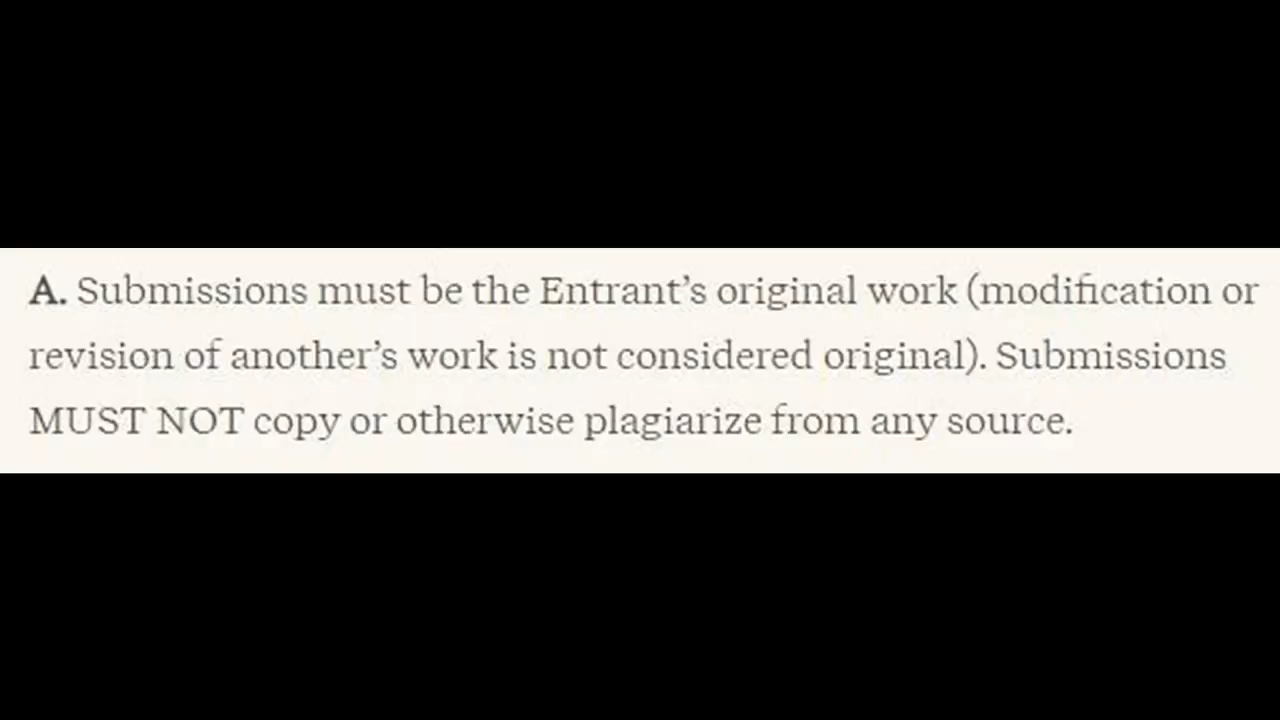 A. Submissions must be the Entrant’s original work (modification or
revision of another’s work is not considered original). Submissions
MUST NOT copy or otherwise plagiarize from any source.